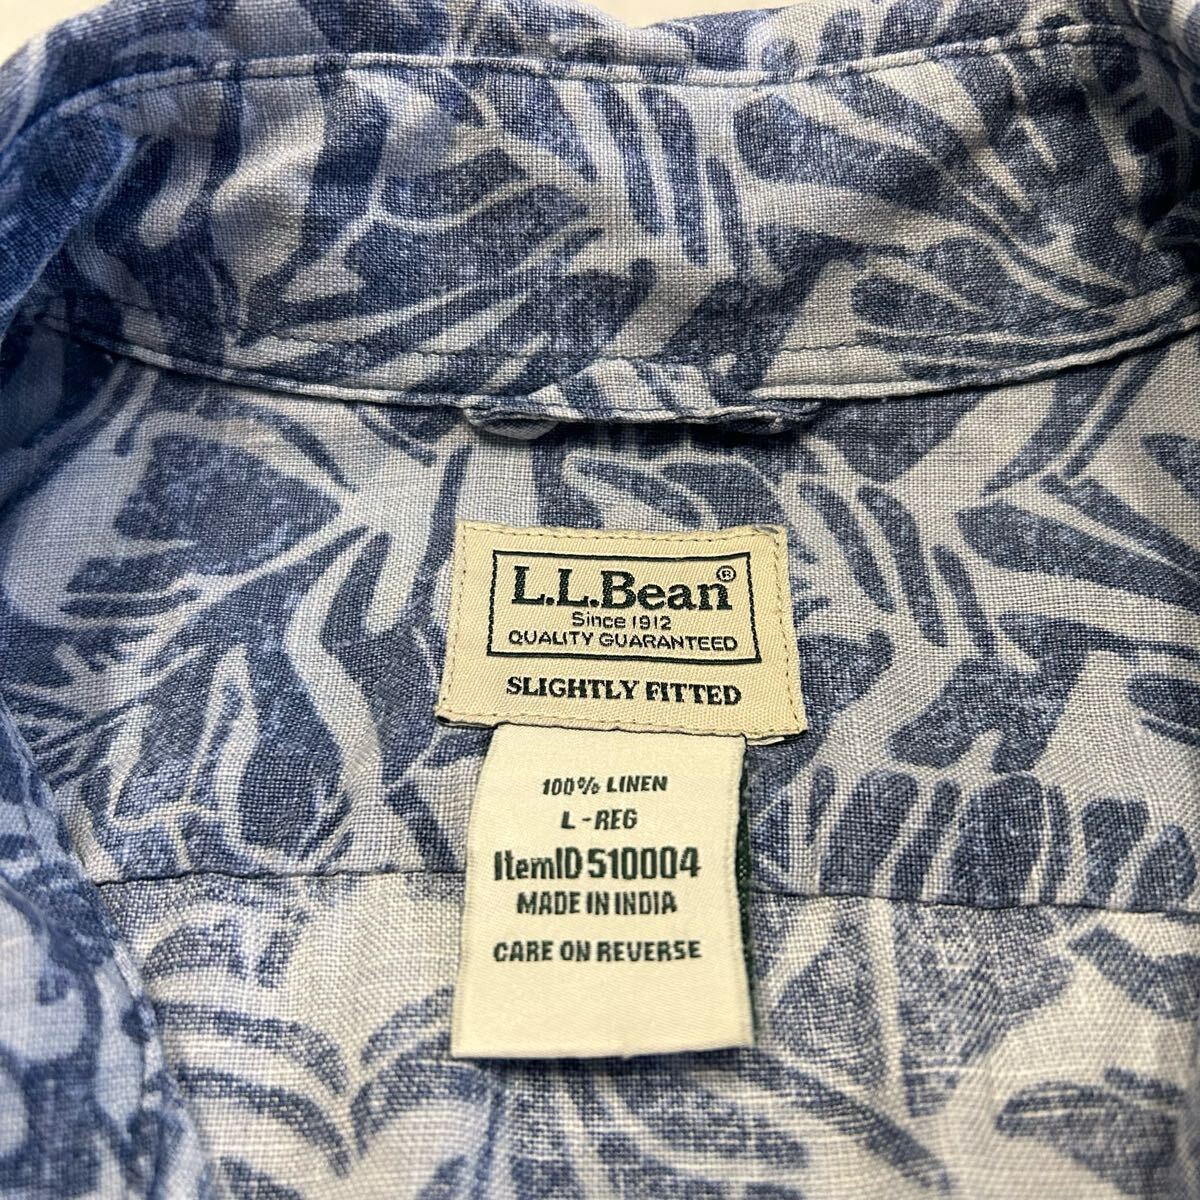 L.L.Bean®
Since 1912
QUALITY GUARANTEED
SLIGHTLY FITTED
100% LINEN
L-REG
ItemID 510004
MADE IN INDIA
CARE ON REVERSE